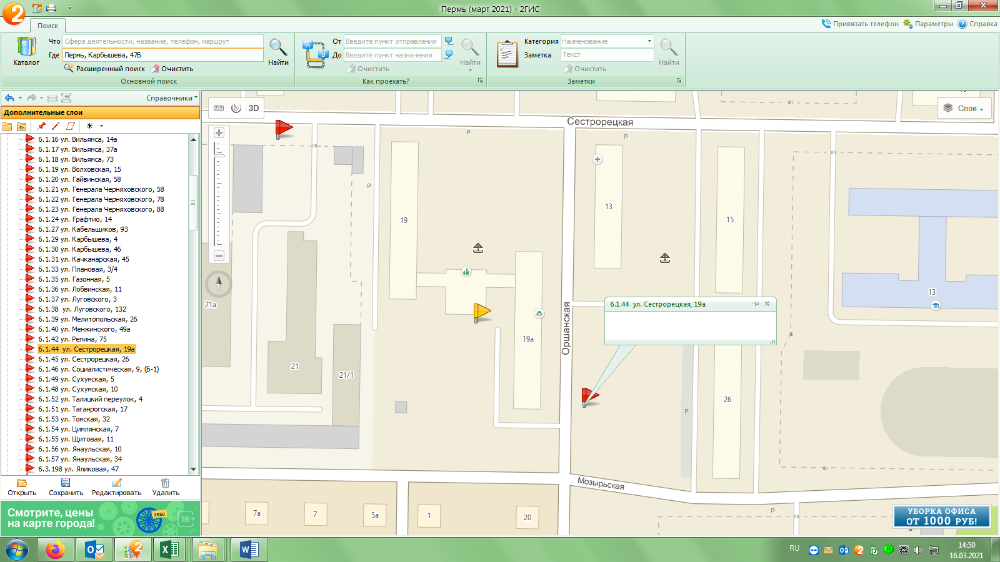 Пермь (март 2021) - 2ГИС
Поиск
Привязать телефон Параметры Справка
Каталог
Что Сфера деятельности, название, телефон, маршрут
Где Пермь, Карбышева, 47Б
Расширенный поиск Очистить
Найти
Основной поиск
От Введите пункт отправления
До Введите пункт назначения
Очистить
Найти
Как проехать?
Категория Наименование
Заметка Текст
Очистить
Найти
Заметки
Справочники
Дополнительные слои
6.1.16 ул. Вильямса, 14а
6.1.17 ул. Вильямса, 37а
6.1.18 ул. Вильямса, 73
6.1.19 ул. Волховская, 15
6.1.20 ул. Гайвинская, 58
6.1.21 ул. Генерала Черняховского, 58
6.1.22 ул. Генерала Черняховского, 78
6.1.23 ул. Генерала Черняховского, 88
6.1.24 ул. Графтио, 14
6.1.27 ул. Кабельщиков, 93
6.1.29 ул. Карбышева, 4
6.1.30 ул. Карбышева, 46
6.1.31 ул. Качканарская, 45
6.1.33 ул. Плановая, 3/4
6.1.35 ул. Газонная, 5
6.1.36 ул. Лобвинская, 11
6.1.37 ул. Луговского, 3
6.1.38 ул. Луговского, 132
6.1.39 ул. Мелитопольская, 26
6.1.40 ул. Менжинского, 49а
6.1.42 ул. Репина, 75
6.1.44 ул. Сестрорецкая, 19а
6.1.45 ул. Сестрорецкая, 26
6.1.46 ул. Социалистическая, 9, (Б-1)
6.1.49 ул. Сухумская, 5
6.1.48 ул. Сухумская, 10
6.1.52 ул. Талицкий переулок, 4
6.1.51 ул. Таганрогская, 17
6.1.53 ул. Томская, 32
6.1.54 ул. Цимлянская, 7
6.1.55 ул. Щитовая, 11
6.1.56 ул. Янаульская, 10
6.1.57 ул. Янаульская, 34
6.3.198 ул. Яликовая, 47
Открыть Сохранить Редактировать Удалить
Смотрите, цены
на карте города!
3550
18+
3D
Слои
Сестрорецкая
P
P
P
19
13
15
13
21а
21
21/1
19а
Оршанская
6.1.44 ул. Сестрорецкая, 19а
26
P
Мозырьская
7а
7
5а
1
20
P
УБОРКА ОФИСА
ОТ 1000 РУБ!
RU
14:50
16.03.2021